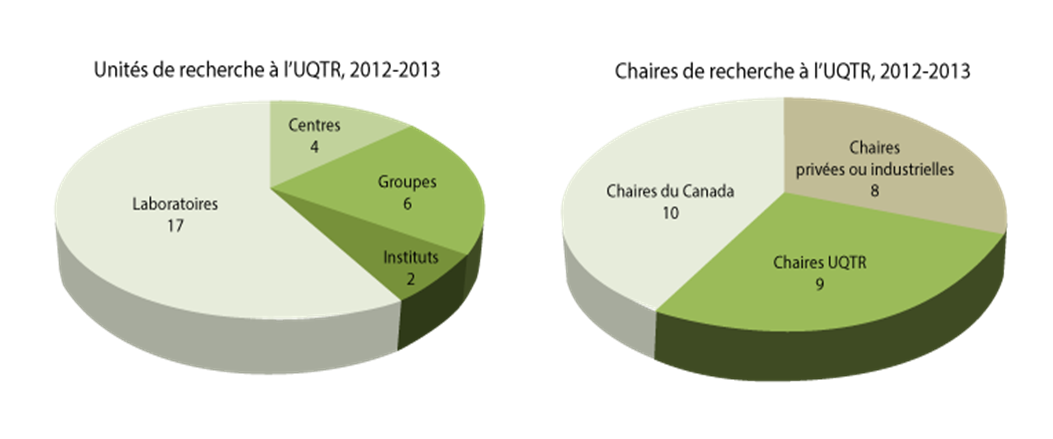 Unités de recherche à l'UQTR, 2012-2013
Centres
4
Groupes
6
Instituts
2
Laboratoires
17
Chaires de recherche à l'UQTR, 2012-2013
Chaires
privées ou industrielles
8
Chaires UQTR
9
Chaires du Canada
10